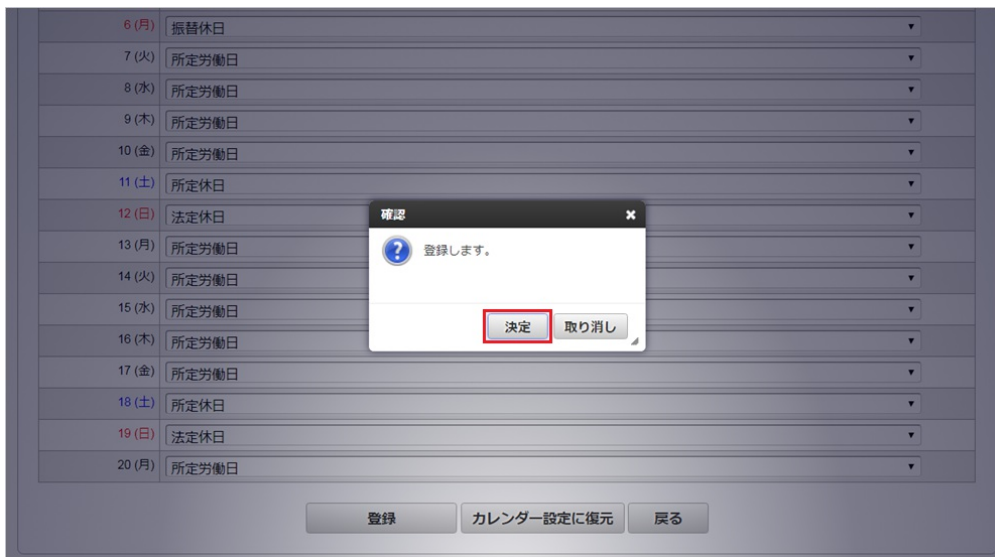 6 (月) 振替休日
7 (火) 所定労働日
8 (水) 所定労働日
9 (木) 所定労働日
10 (金) 所定労働日
11 (土) 所定休日
12 (日) 法定休日
13 (月) 所定労働日
14 (火) 所定労働日
15 (水) 所定労働日
16 (木) 所定労働日
17 (金) 所定労働日
18 (土) 所定休日
19 (日) 法定休日
20 (月) 所定労働日
確認
登録します。
決定 取り消し
登録 カレンダー設定に復元 戻る